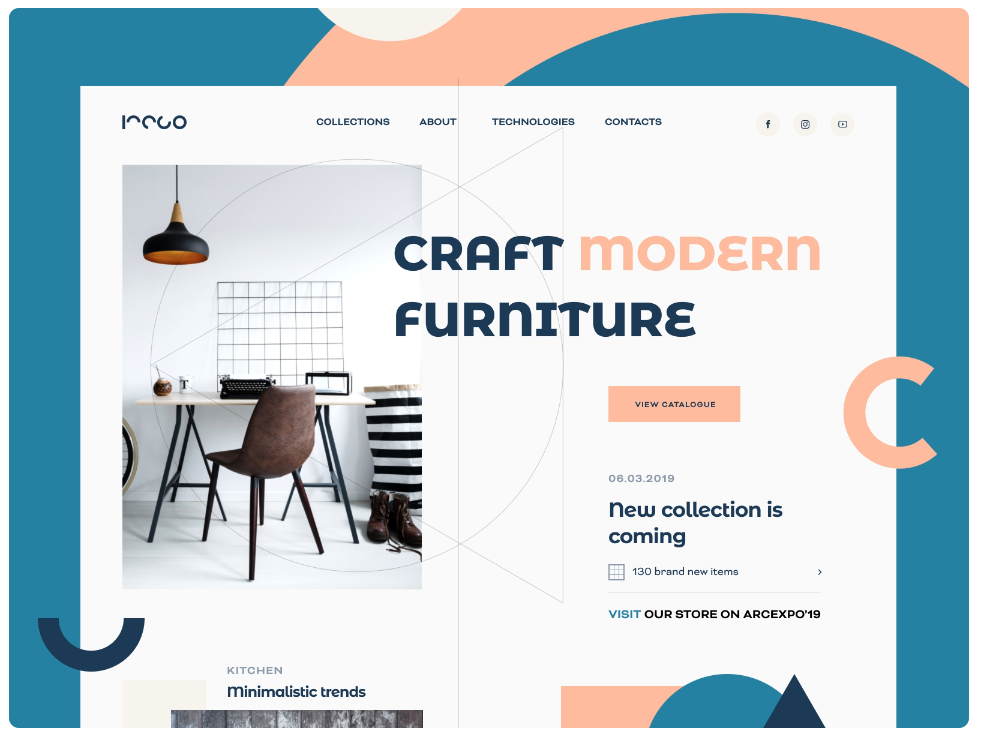 COLLECTIONS ABOUT TECHNOLOGIES CONTACTS
CRAFT MODERN
FURNITURE
VIEW CATALOGUE
06.03.2019
New collection is
coming
130 brand new items
VISIT OUR STORE ON ARCEXPO'19
KITCHEN
Minimalistic trends